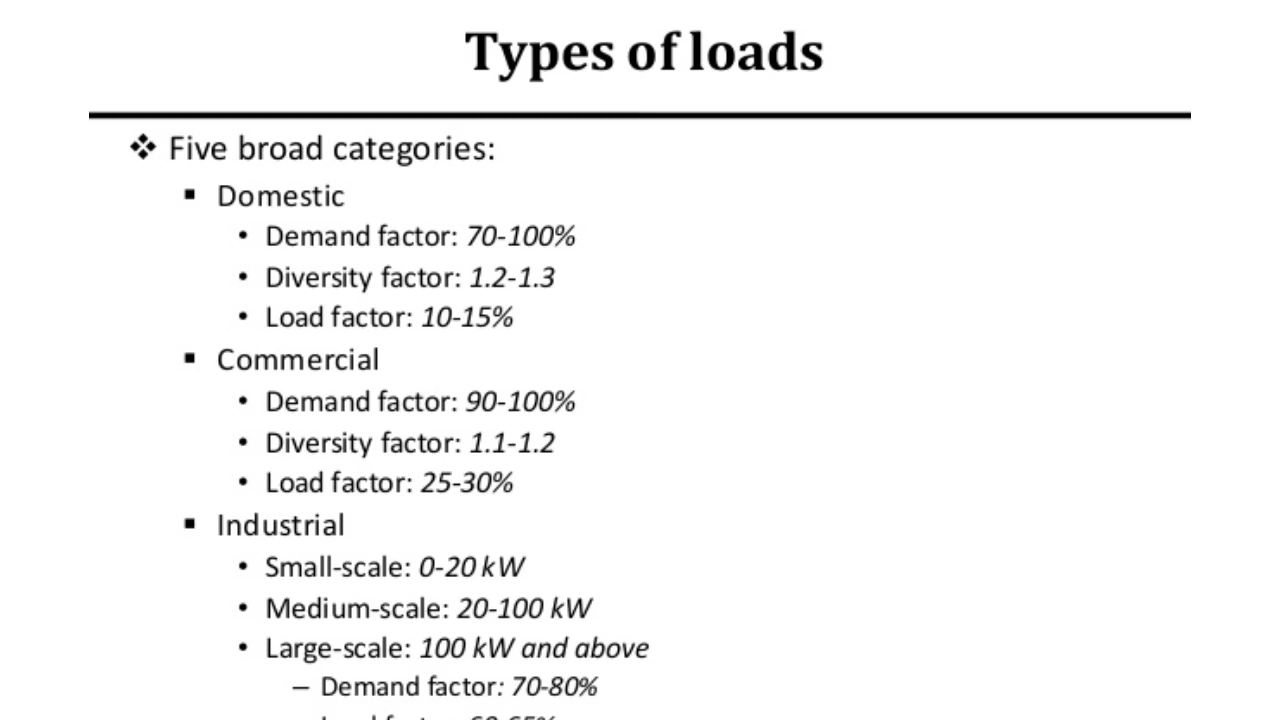 Types of loads
❖ Five broad categories:
▪ Domestic
• Demand factor: 70-100%
• Diversity factor: 1.2-1.3
• Load factor: 10-15%
▪ Commercial
• Demand factor: 90-100%
• Diversity factor: 1.1-1.2
• Load factor: 25-30%
▪ Industrial
• Small-scale: 0-20 kW
• Medium-scale: 20-100 kW
• Large-scale: 100 kW and above
– Demand factor: 70-80%